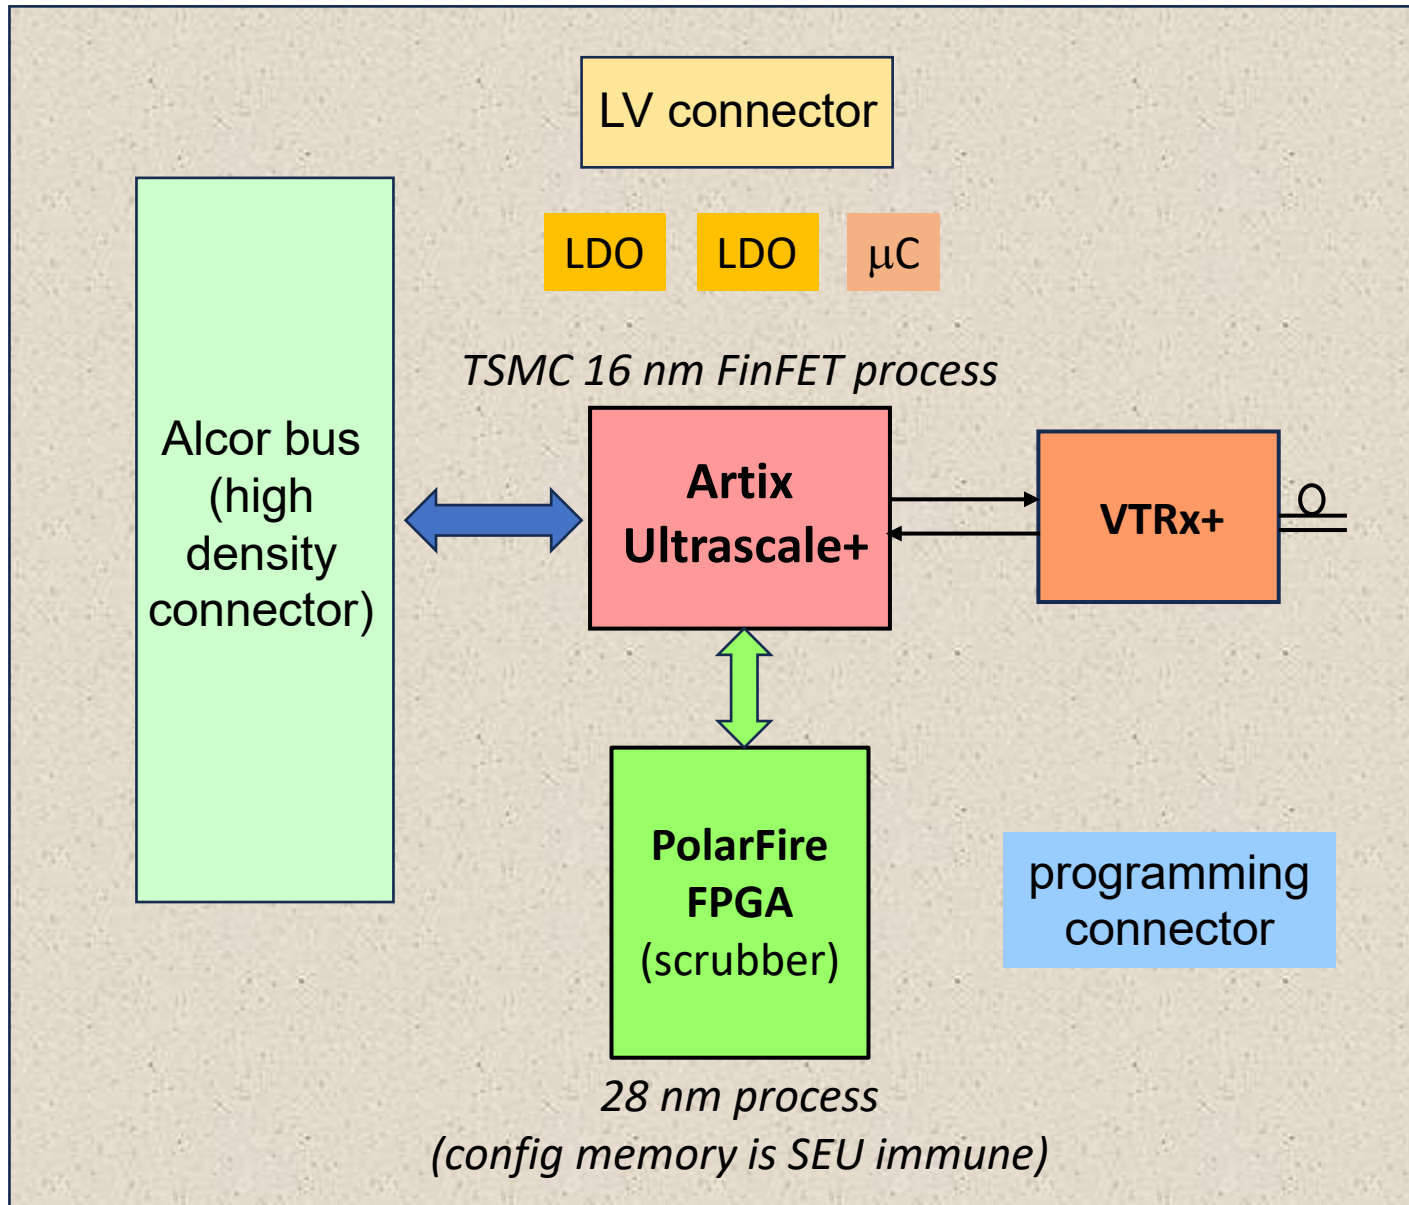 LV connector
LDO
LDO
μC
TSMC 16 nm FinFET process
Alcor bus
(high
density
connector)
Artix
Ultrascale+
VTRx+
PolarFire
FPGA
(scrubber)
programming
connector
28 nm process
(config memory is SEU immune)